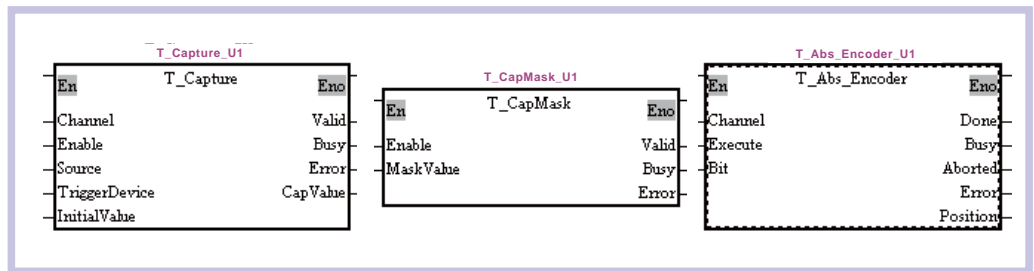 T_Capture_U1
T_Capture
En Eno
Channel Valid
Enable Busy
Source Error
TriggerDevice CapValue
InitialValue
T_CapMask_U1
T_CapMask
En Eno
Enable Valid
MaskValue Busy
Error
T_Abs_Encoder_U1
T_Abs_Encoder
En Eno
Channel Done
Execute Busy
Bit Aborted
Error
Position